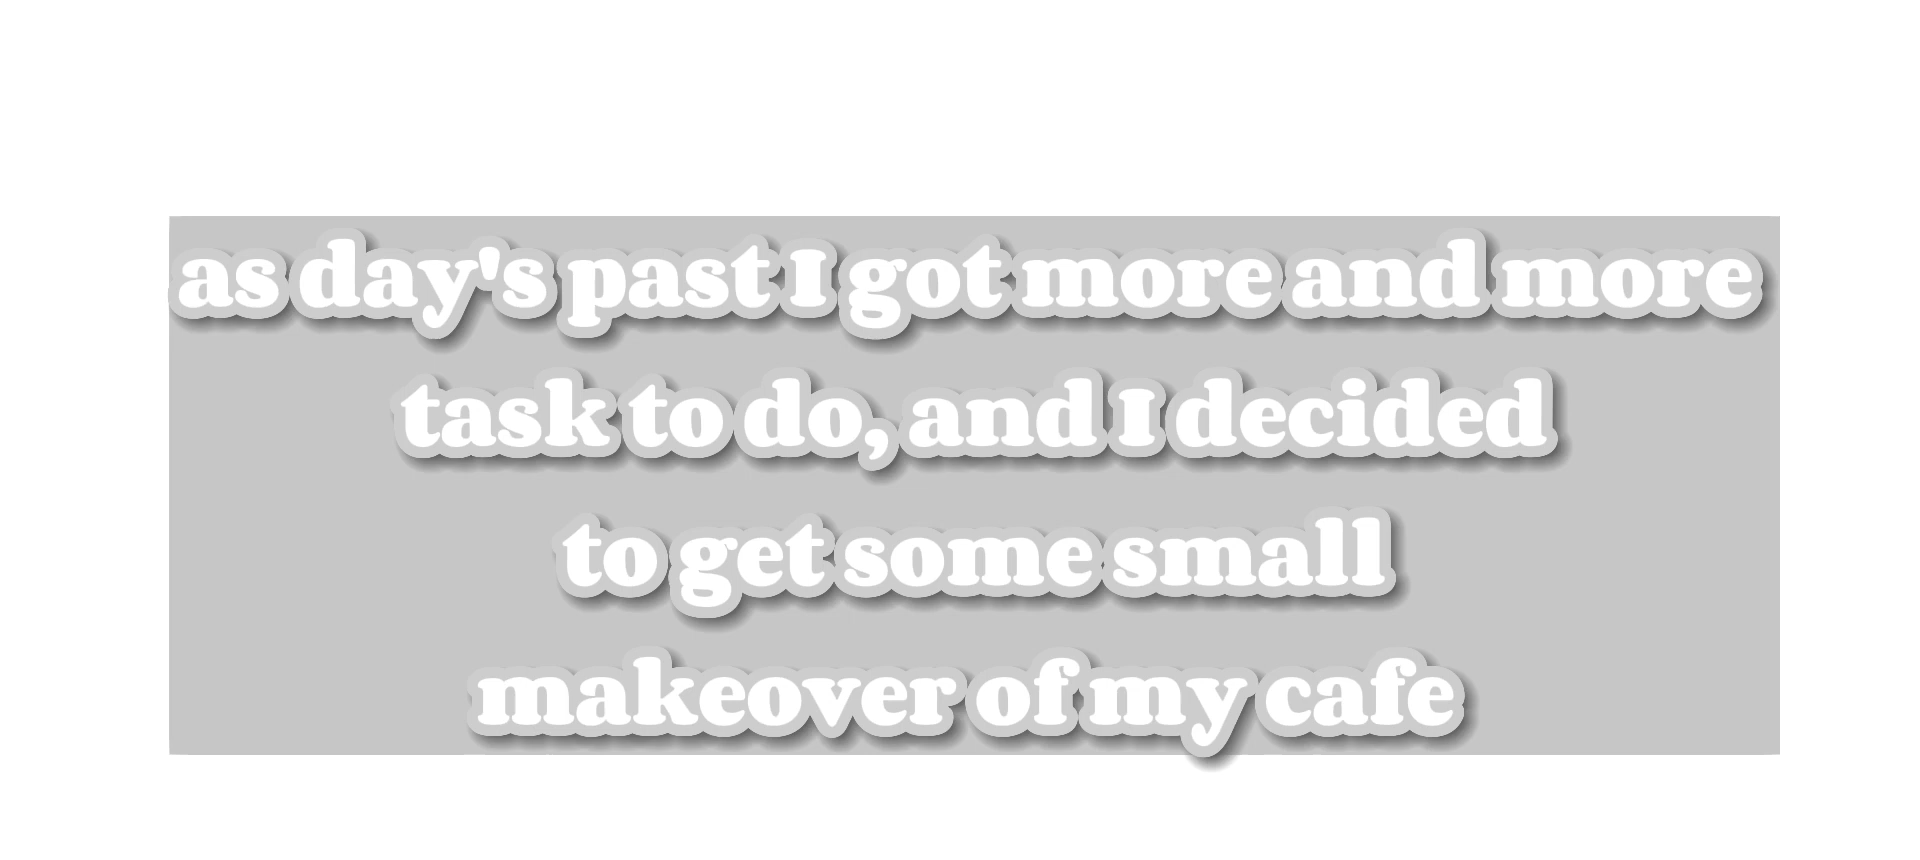 as day's past I got more and more
task to do, and I decided
to get some small
makeover of my cafe